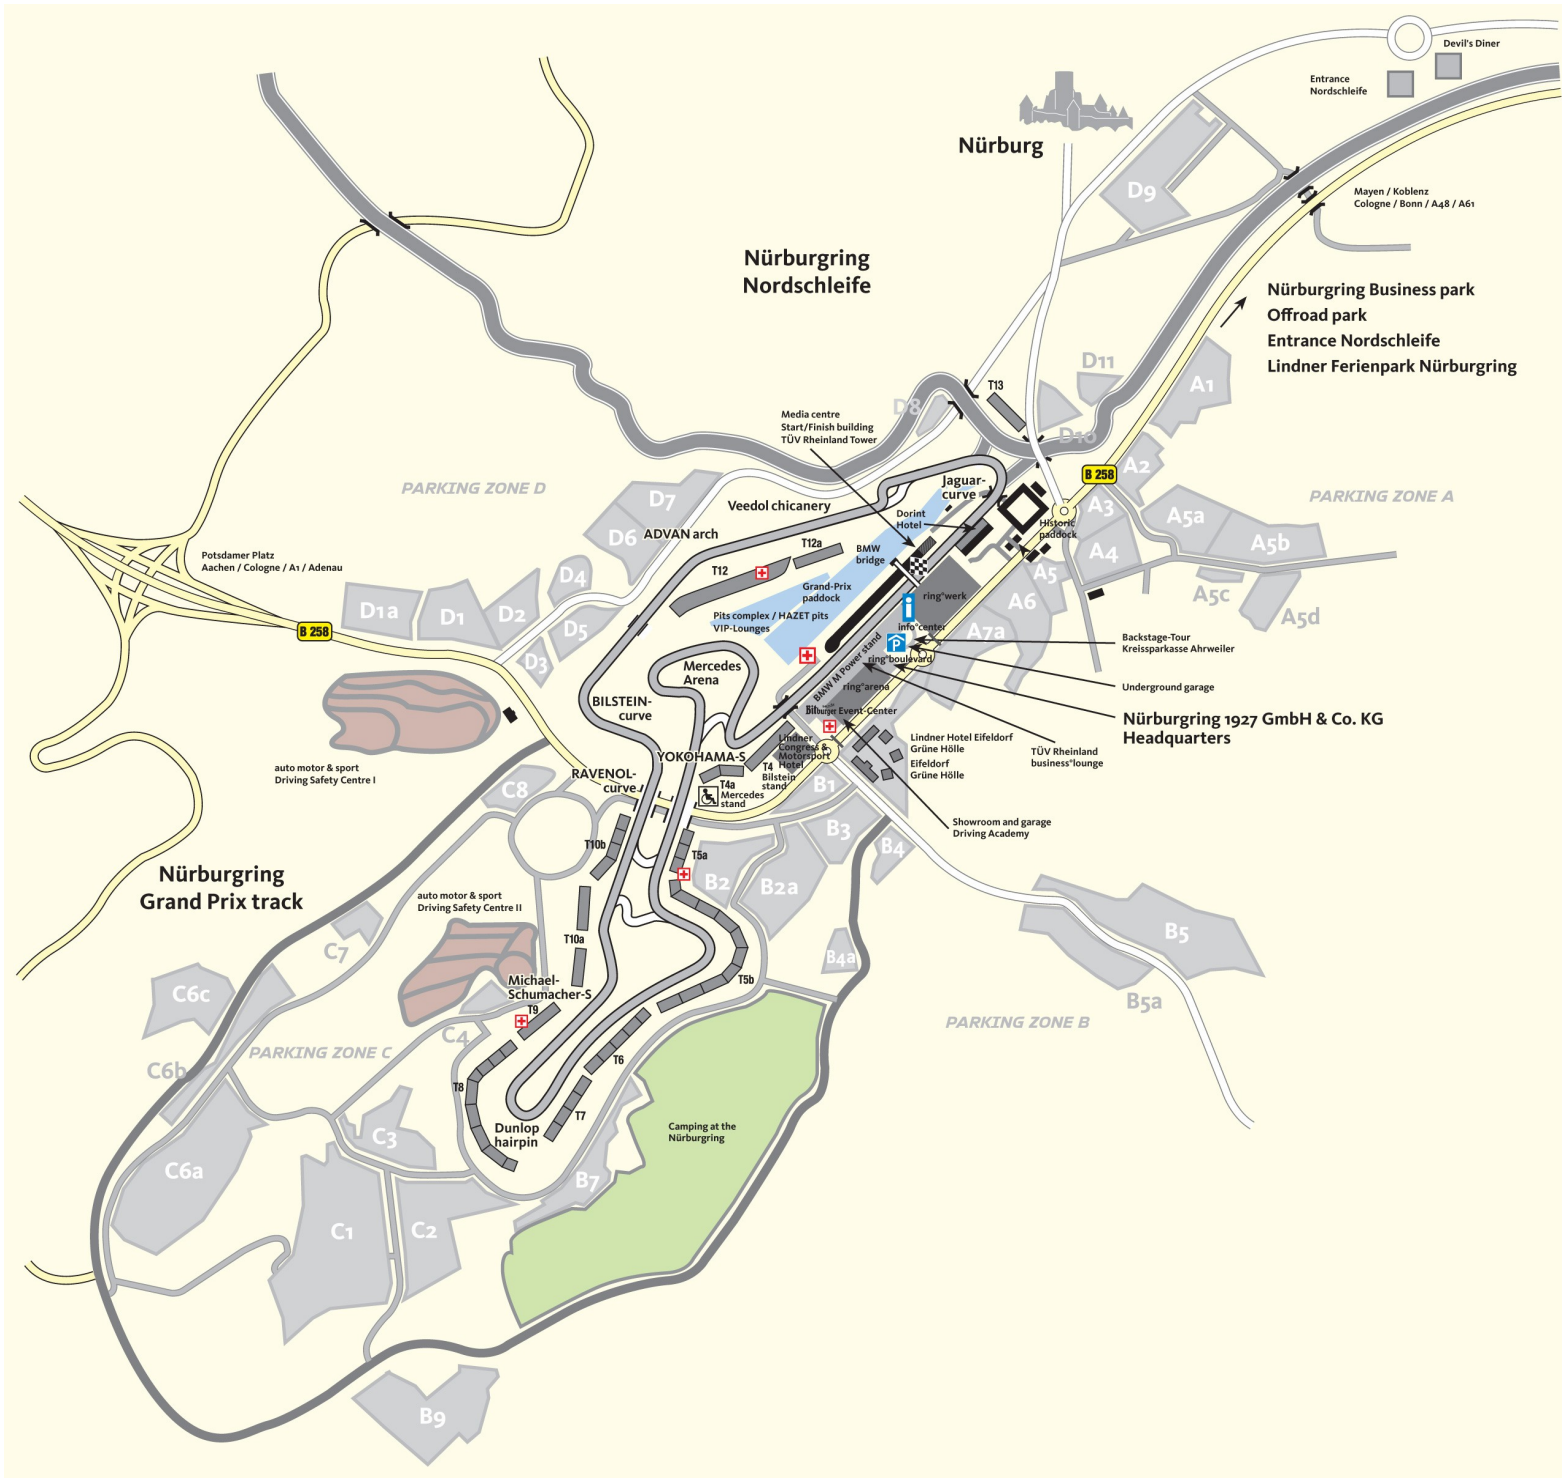 Devil's Diner
Entrance
Nordschleife
Nürburg
D9
Mayen / Koblenz
Cologne / Bonn / A48 / A61
Nürburgring
Nordschleife
Nürburgring Business park
Offroad park
Entrance Nordschleife
Lindner Ferienpark Nürburgring
D11
A1
T13
D8
D10
Media centre
Start/Finish building
TÜV Rheinland Tower
B 258
A2
PARKING ZONE D
PARKING ZONE A
Jaguar-
curve
D7
Veedol chicanery
A3
A5a
Dorint
Hotel
Historic
paddock
D6
ADVAN arch
A5b
T12a
BMW
bridge
A4
Potsdamer Platz
Aachen / Cologne / A1 / Adenau
T12
D4
A5
Grand-Prix
paddock
ring°werk
A5c
A6
D1a
D1
D2
Pits complex / HAZET pits
VIP-Lounges
A5d
B 258
D5
i
info°center
A7a
P
Backstage-Tour
Kreissparkasse Ahrweiler
D3
ring°boulevard
BMW M Power stand
Mercedes
Arena
ring°arena
Underground garage
BILSTEIN-
curve
Bitburger Event-Center
Nürburgring 1927 GmbH & Co. KG
Headquarters
Lindner
Congress &
Motorsport
Hotel
Lindner Hotel Eifeldorf
Grüne Hölle
Eifeldorf
Grüne Hölle
TÜV Rheinland
business°lounge
YOKOHAMA-S
auto motor & sport
Driving Safety Centre I
RAVENOL-
curve
T4
Bilstein
stand
T4a
Mercedes
stand
C8
B1
Showroom and garage
Driving Academy
B3
T10b
T5a
B4
Nürburgring
Grand Prix track
B2
B2a
auto motor & sport
Driving Safety Centre II
T10a
B5
C7
B4a
Michael-
Schumacher-S
T5b
C6c
B5a
T9
PARKING ZONE B
C4
PARKING ZONE C
T6
C6b
T8
T7
Dunlop
hairpin
Camping at the
Nürburgring
C3
C6a
B7
C1
C2
B9